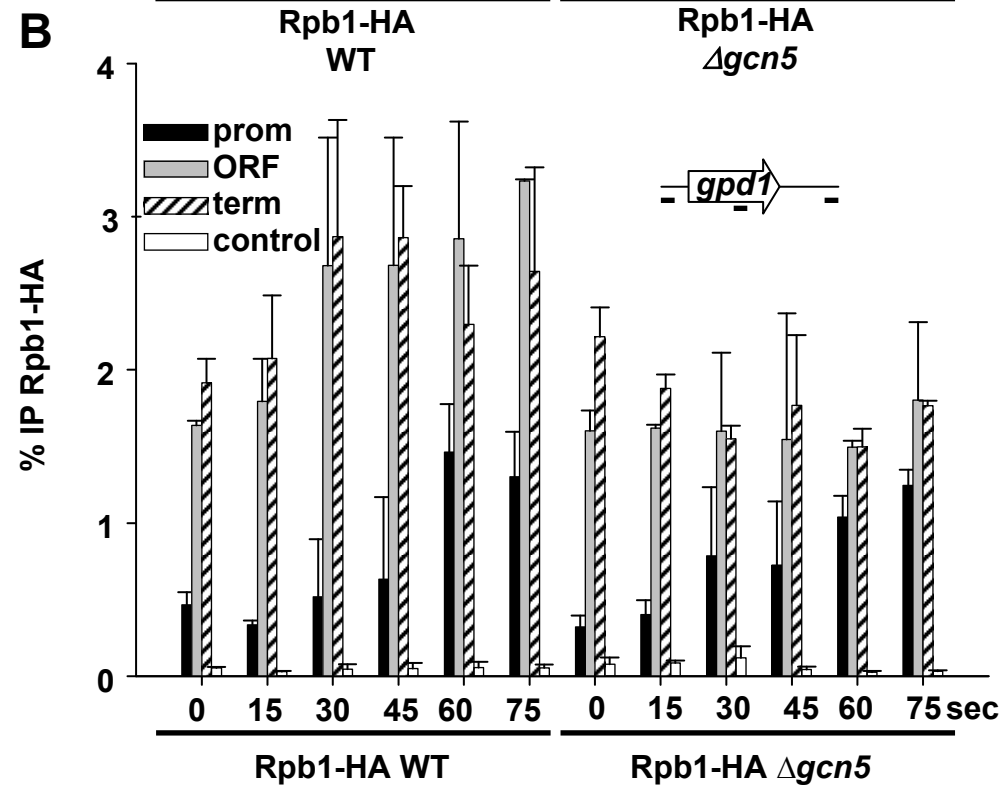 B
Rpb1-HA
WT
Rpb1-HA
Δgcn5
4
3
2
1
0
% IP Rpb1-HA
prom
ORF
term
control
gpd1
0 15 30 45 60 75 0 15 30 45 60 75 sec
Rpb1-HA WT
Rpb1-HA Δgcn5